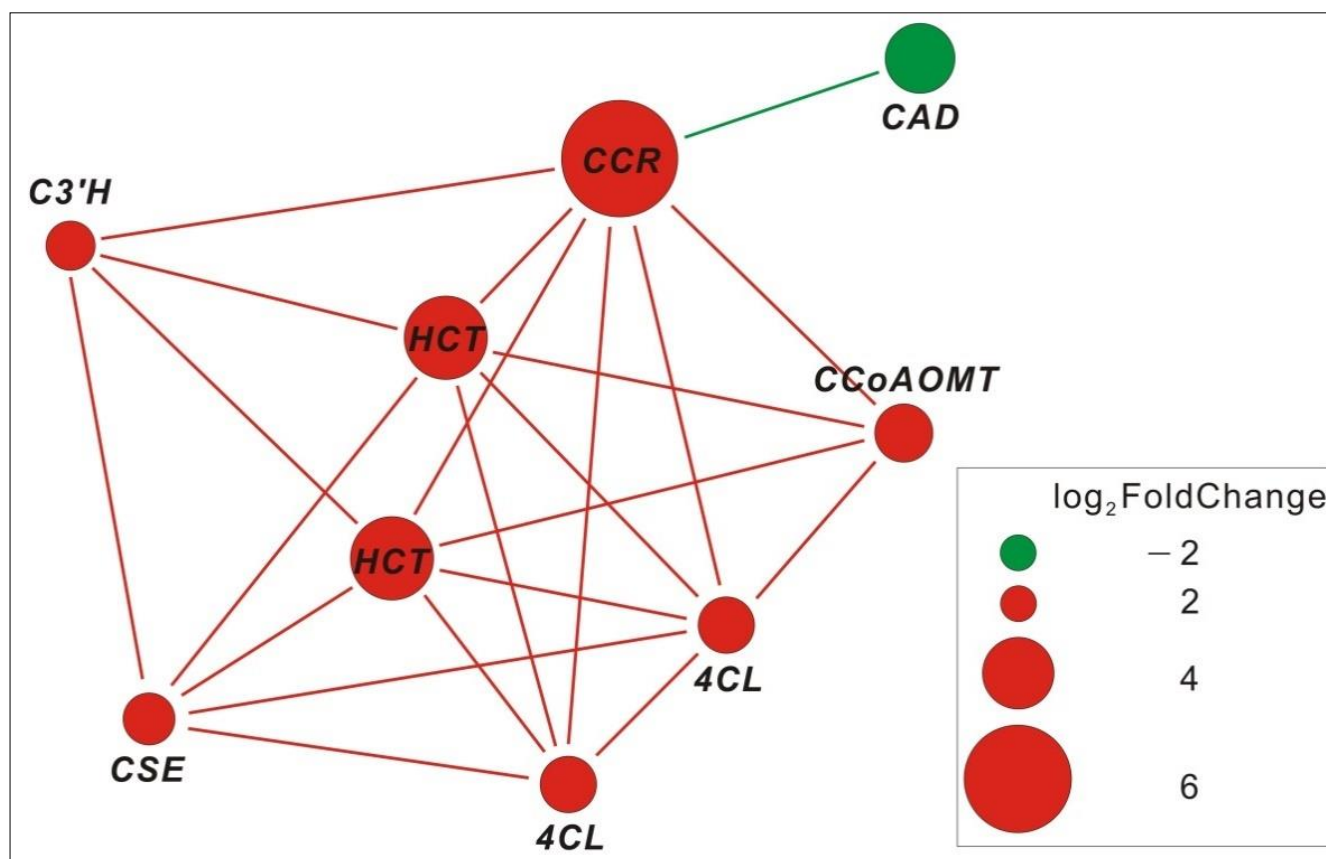 CAD
CCR
C3'H
HCT
CCoAOMT
HCT
4CL
CSE
4CL
log₂FoldChange
−2
2
4
6